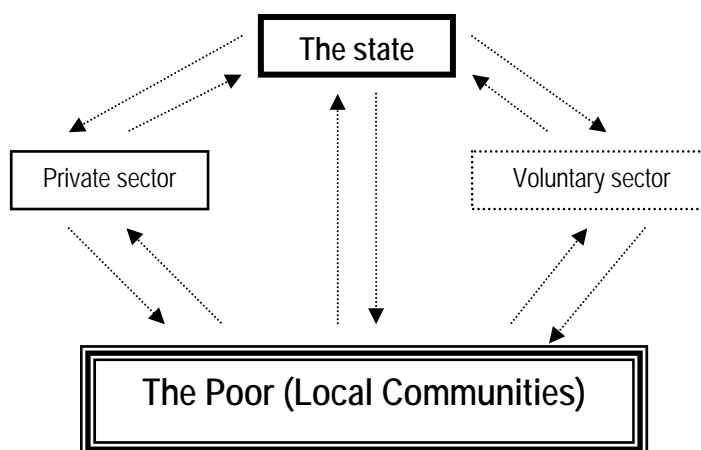 The state
Private sector
Voluntary sector
The Poor (Local Communities)